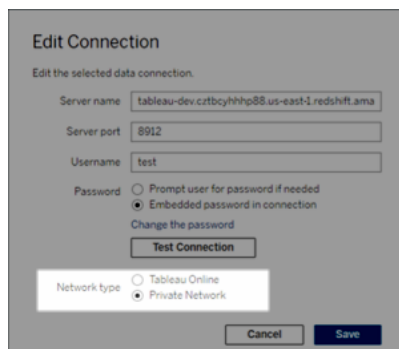 Edit Connection
Edit the selected data connection.
Server name tableau-dev.cztbcyhhhp88.us-east-1.redshift.ama
Server port 8912
Username test
Password Prompt user for password if needed
Embedded password in connection
Change the password
Test Connection
Network type Tableau Online
Private Network
Cancel Save